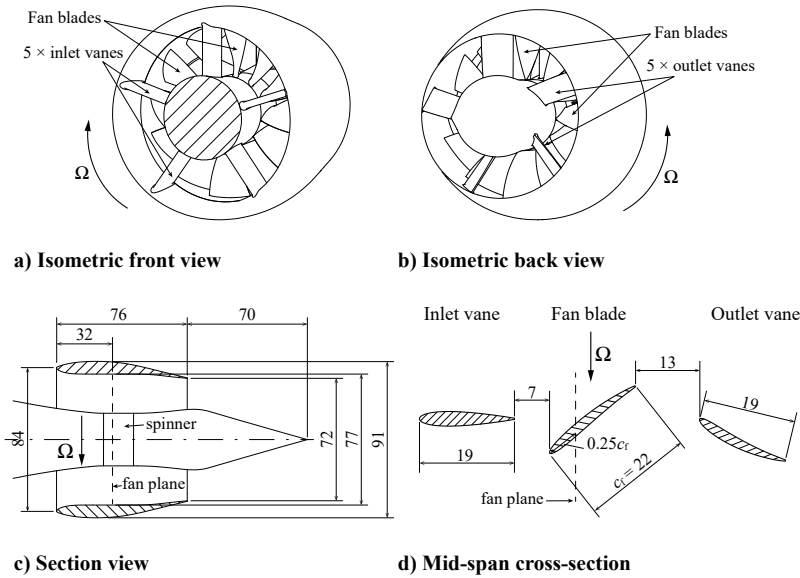 Fan blades
5 × inlet vanes
Ω
Fan blades
5 × outlet vanes
Ω
a) Isometric front view
b) Isometric back view
76
70
32
84
Ω
spinner
fan plane
72
77
91
c) Section view
Inlet vane
Fan blade
Outlet vane
Ω
13
7
19
19
0.25cf
cf = 22
fan plane
d) Mid-span cross-section